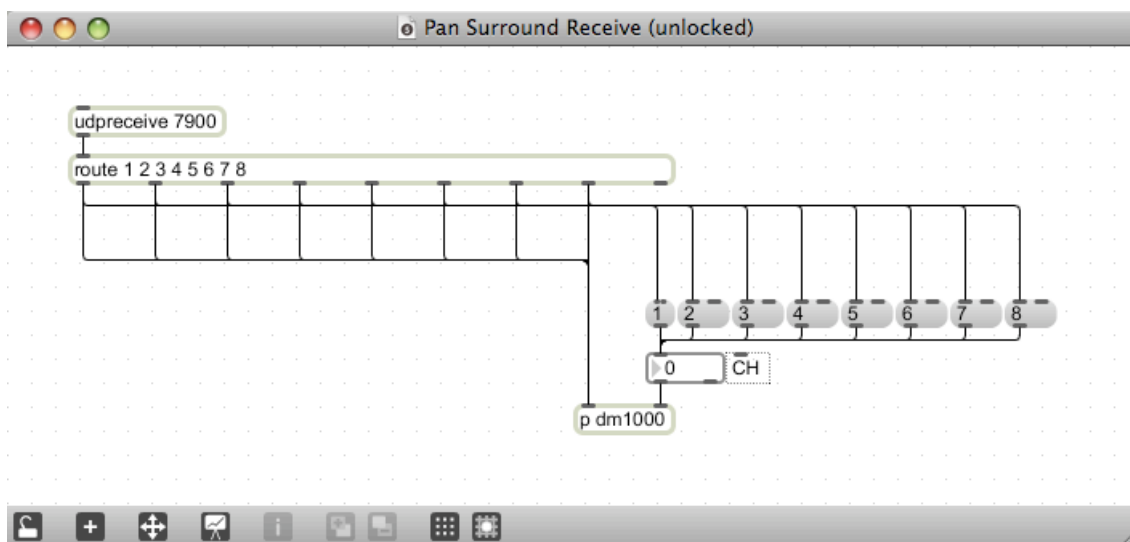 Pan Surround Receive (unlocked)
udpreceive 7900
route 1 2 3 4 5 6 7 8
1 2 3 4 5 6 7 8
0 CH
p dm1000